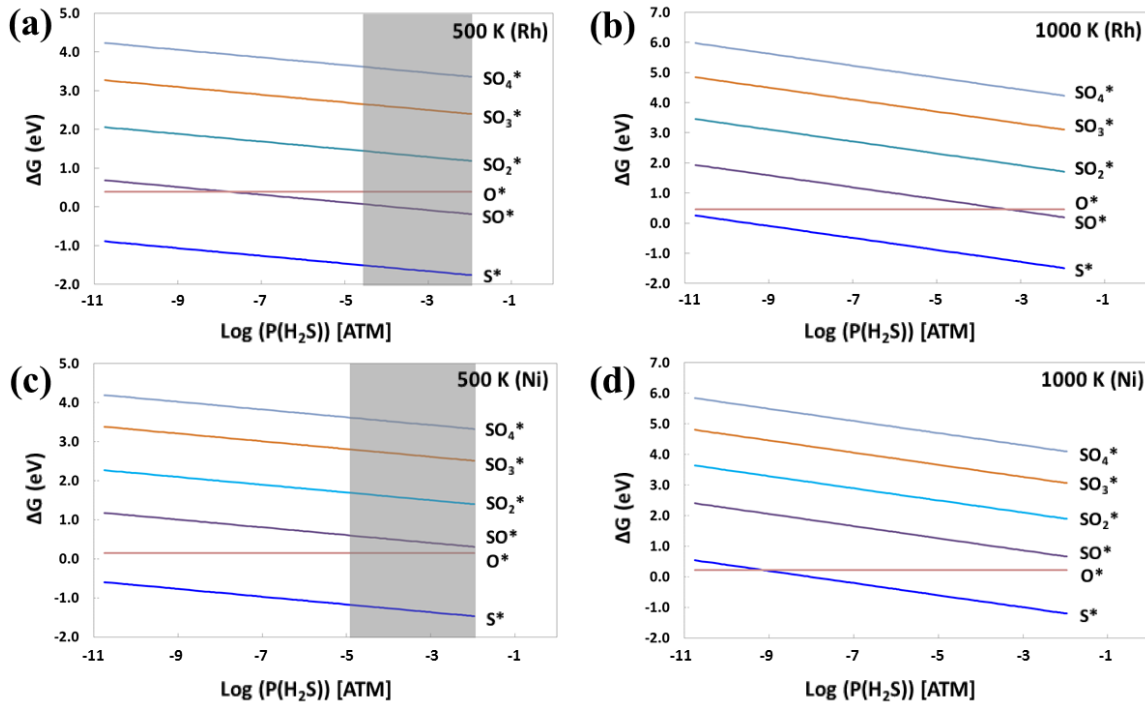 (a)
500 K (Rh)
5.0
4.0
3.0
2.0
1.0
0.0
-1.0
-2.0
ΔG (eV)
SO4*
SO3*
SO2*
O*
SO*
S*
-11
-9
-7
-5
-3
-1
Log (P(H2S)) [ATM]
(b)
1000 K (Rh)
7.0
6.0
5.0
4.0
3.0
2.0
1.0
0.0
-1.0
-2.0
ΔG (eV)
SO4*
SO3*
SO2*
O*
SO*
S*
-11
-9
-7
-5
-3
-1
Log (P(H2S)) [ATM]
(c)
500 K (Ni)
5.0
4.0
3.0
2.0
1.0
0.0
-1.0
-2.0
ΔG (eV)
SO4*
SO3*
SO2*
SO*
O*
S*
-11
-9
-7
-5
-3
-1
Log (P(H2S)) [ATM]
(d)
1000 K (Ni)
7.0
6.0
5.0
4.0
3.0
2.0
1.0
0.0
-1.0
-2.0
ΔG (eV)
SO4*
SO3*
SO2*
SO*
O*
S*
-11
-9
-7
-5
-3
-1
Log (P(H2S)) [ATM]